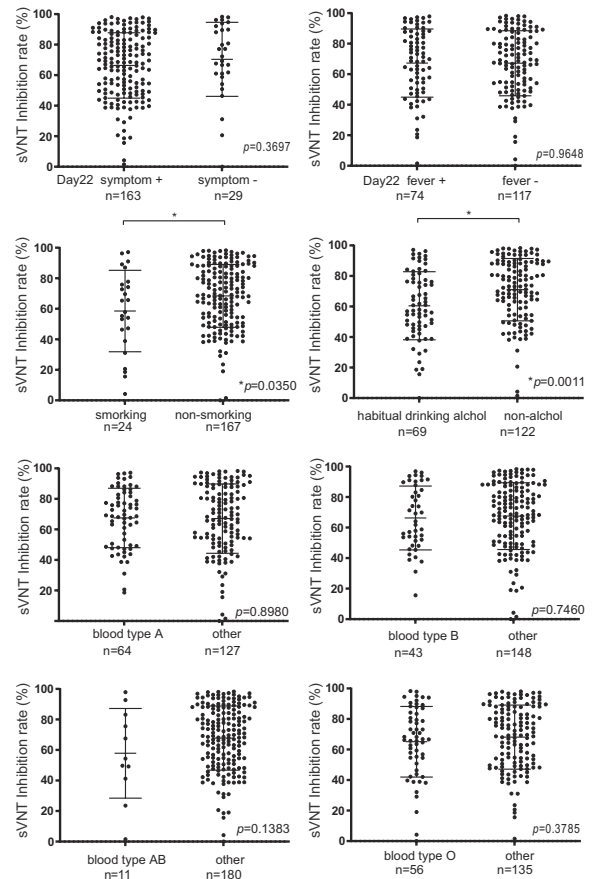 sVNT Inhibition rate (%)
100
80
60
40
20
0
p=0.3697
Day22 symptom + symptom -
n=163 n=29
sVNT Inhibition rate (%)
100
80
60
40
20
0
p=0.9648
Day22 fever + fever -
n=74 n=117
*
sVNT Inhibition rate (%)
100
80
60
40
20
0
*p=0.0350
smorking non-smorking
n=24 n=167
*
sVNT Inhibition rate (%)
100
80
60
40
20
0
*p=0.0011
habitual drinking alchol non-alchol
n=69 n=122
sVNT Inhibition rate (%)
100
80
60
40
20
p=0.8980
blood type A other
n=64 n=127
sVNT Inhibition rate (%)
100
80
60
40
20
0
p=0.7460
blood type B other
n=43 n=148
sVNT Inhibition rate (%)
100
80
60
40
20
0
p=0.1383
blood type AB other
n=11 n=180
sVNT Inhibition rate (%)
100
80
60
40
20
0
p=0.3785
blood type O other
n=56 n=135